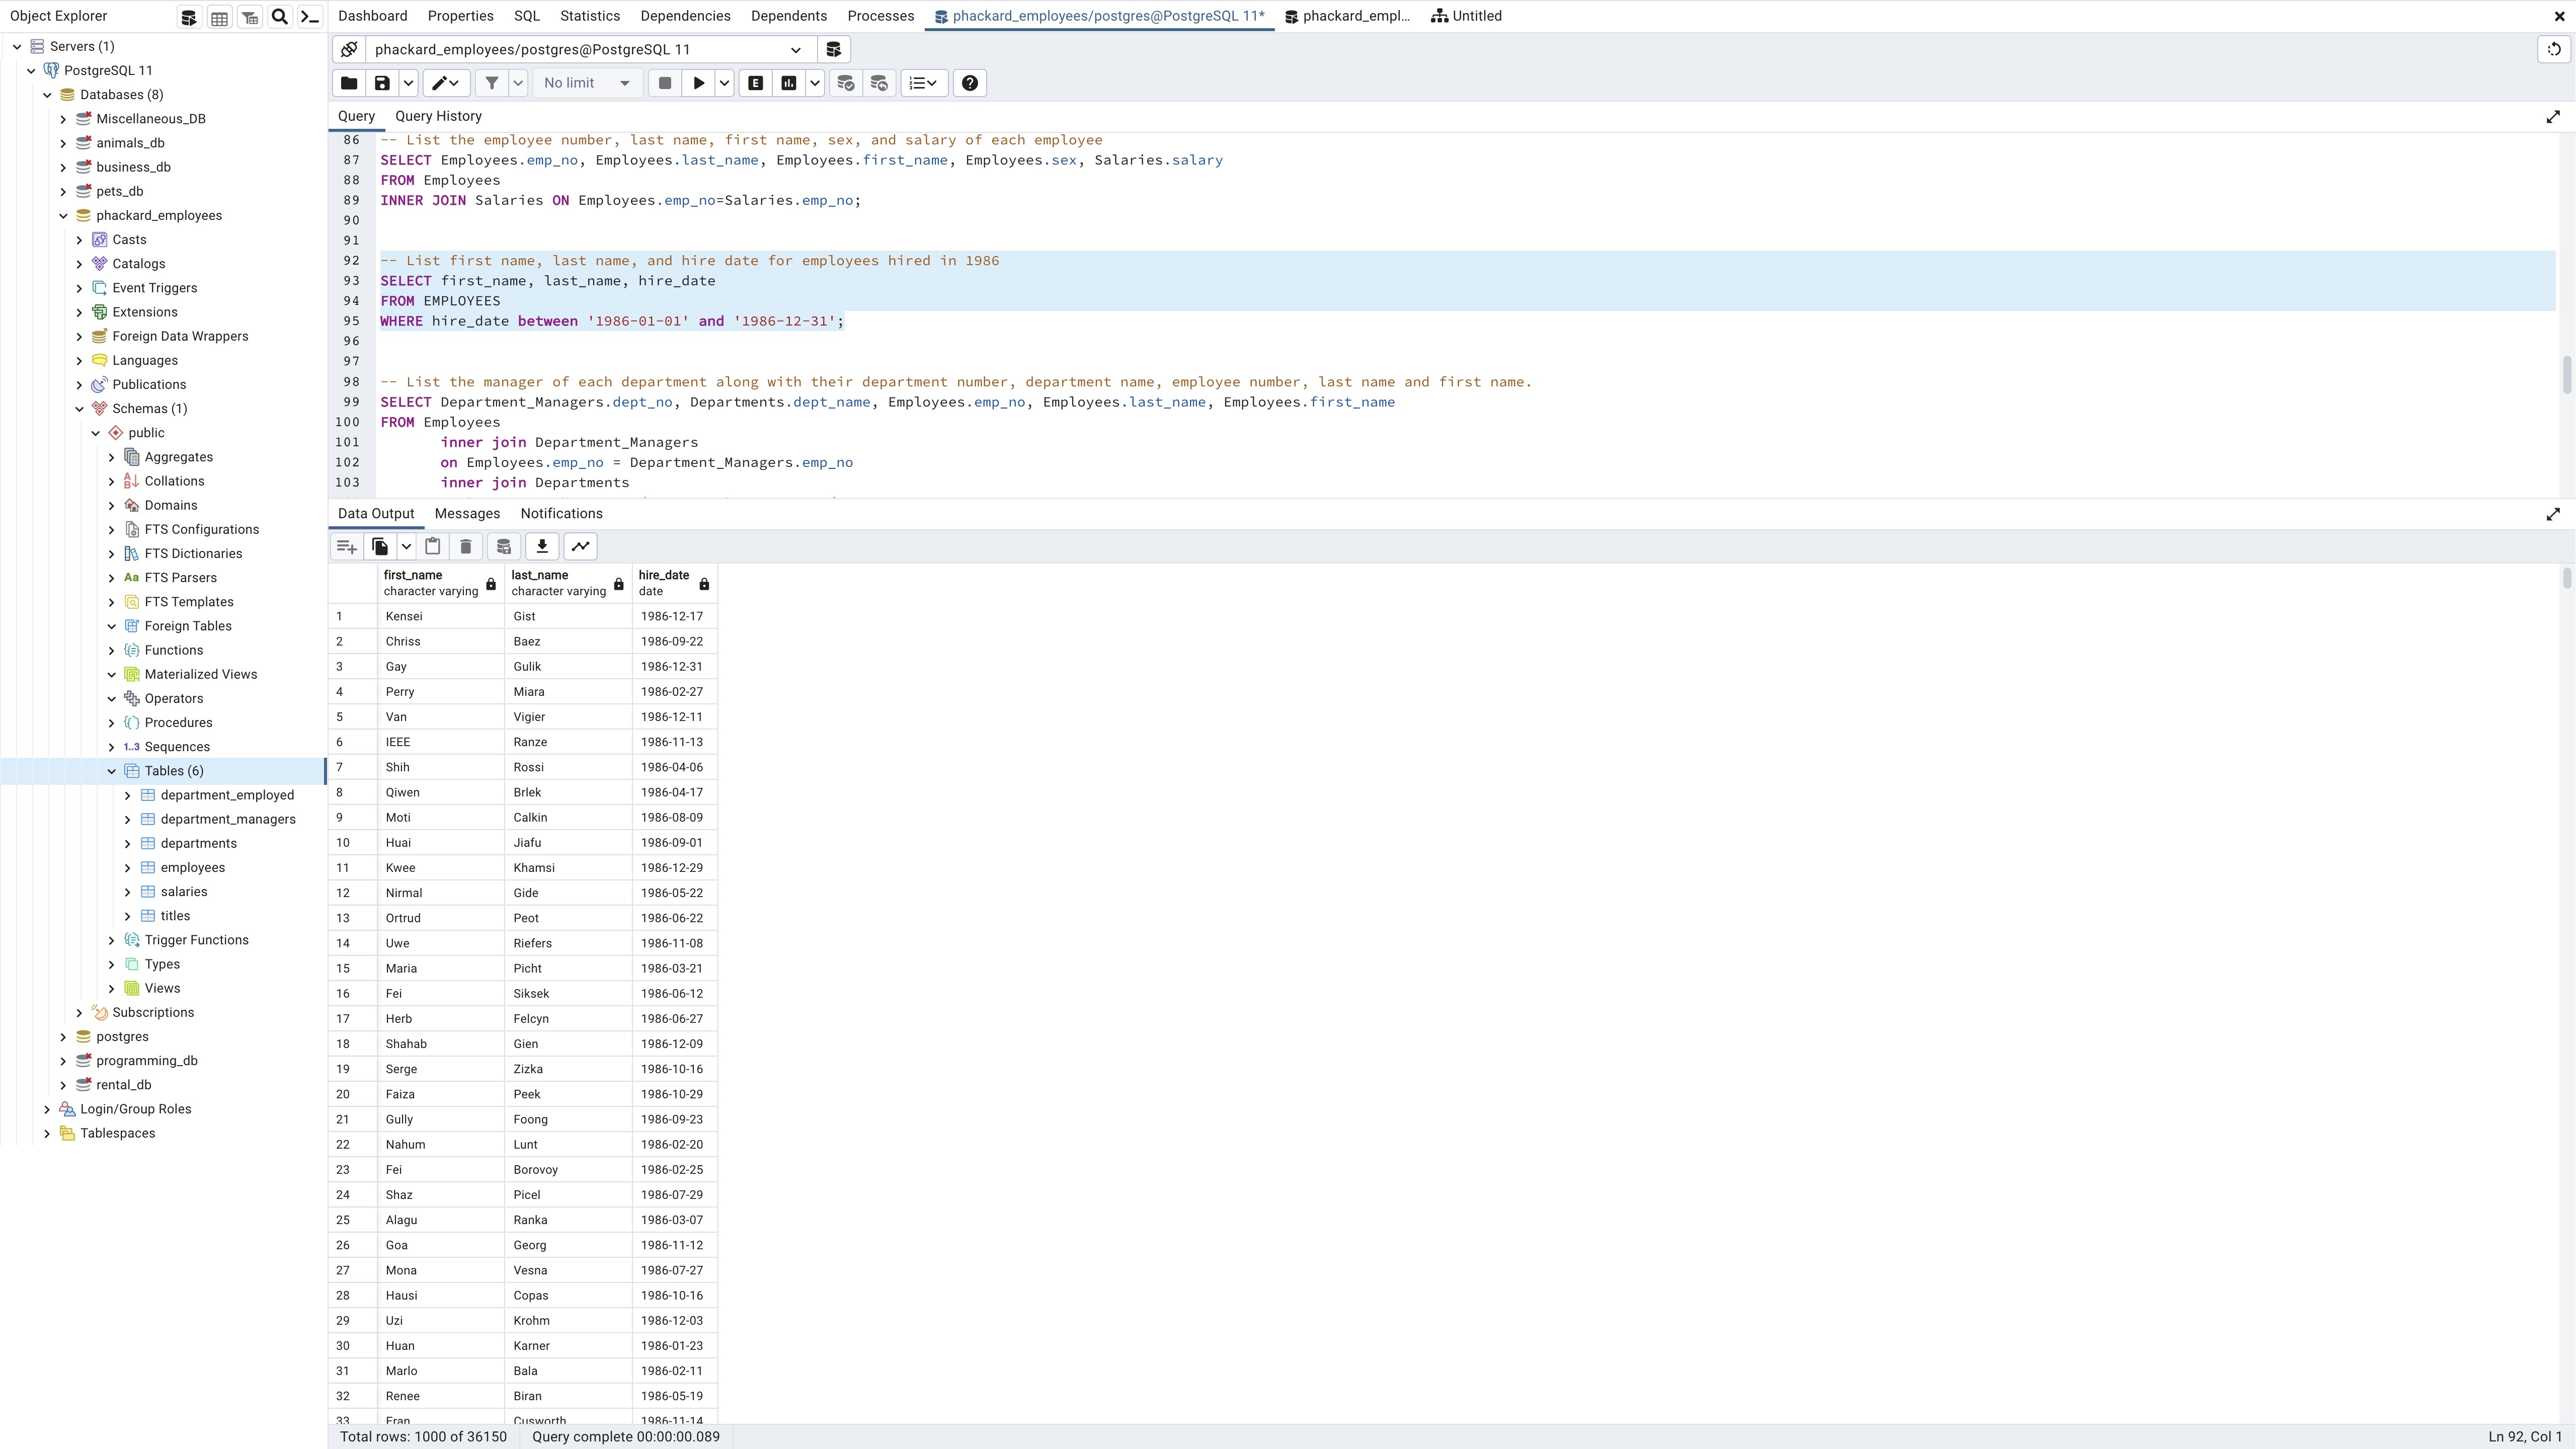 Object Explorer
Dashboard Properties SQL Statistics Dependencies Dependents Processes phackard_employees/postgres@PostgreSQL 11* phackard_empl... Untitled
Servers (1)
PostgreSQL 11
Databases (8)
Miscellaneous_DB
animals_db
business_db
pets_db
phackard_employees
Casts
Catalogs
Event Triggers
Extensions
Foreign Data Wrappers
Languages
Publications
Schemas (1)
public
Aggregates
Collations
Domains
FTS Configurations
FTS Dictionaries
Aa FTS Parsers
FTS Templates
Foreign Tables
Functions
Materialized Views
Operators
Procedures
1..3 Sequences
Tables (6)
department_employed
department_managers
departments
employees
salaries
titles
Trigger Functions
Types
Views
Subscriptions
postgres
programming_db
rental_db
Login/Group Roles
Tablespaces
phackard_employees/postgres@PostgreSQL 11
No limit E
Query Query History
86 -- List the employee number, last name, first name, sex, and salary of each employee
87 SELECT Employees.emp_no, Employees.last_name, Employees.first_name, Employees.sex, Salaries.salary
88 FROM Employees
89 INNER JOIN Salaries ON Employees.emp_no=Salaries.emp_no;
90
91
92 -- List first name, last name, and hire date for employees hired in 1986
93 SELECT first_name, last_name, hire_date
94 FROM EMPLOYEES
95 WHERE hire_date between '1986-01-01' and '1986-12-31';
96
97
98 -- List the manager of each department along with their department number, department name, employee number, last name and first name.
99 SELECT Department_Managers.dept_no, Departments.dept_name, Employees.emp_no, Employees.last_name, Employees.first_name
100 FROM Employees
101 inner join Department_Managers
102 on Employees.emp_no = Department_Managers.emp_no
103 inner join Departments
Data Output Messages Notifications
first_name last_name hire_date
character varying character varying date
1 Kensei Gist 1986-12-17
2 Chriss Baez 1986-09-22
3 Gay Gulik 1986-12-31
4 Perry Miara 1986-02-27
5 Van Vigier 1986-12-11
6 IEEE Ranze 1986-11-13
7 Shih Rossi 1986-04-06
8 Qiwen Brlek 1986-04-17
9 Moti Calkin 1986-08-09
10 Huai Jiafu 1986-09-01
11 Kwee Khamsi 1986-12-29
12 Nirmal Gide 1986-05-22
13 Ortrud Peot 1986-06-22
14 Uwe Riefers 1986-11-08
15 Maria Picht 1986-03-21
16 Fei Siksek 1986-06-12
17 Herb Felcyn 1986-06-27
18 Shahab Gien 1986-12-09
19 Serge Zizka 1986-10-16
20 Faiza Peek 1986-10-29
21 Gully Foong 1986-09-23
22 Nahum Lunt 1986-02-20
23 Fei Borovoy 1986-02-25
24 Shaz Picel 1986-07-29
25 Alagu Ranka 1986-03-07
26 Goa Georg 1986-11-12
27 Mona Vesna 1986-07-27
28 Hausi Copas 1986-10-16
29 Uzi Krohm 1986-12-03
30 Huan Karner 1986-01-23
31 Marlo Bala 1986-02-11
32 Renee Biran 1986-05-19
33 Fran Cusworth 1986-11-14
Total rows: 1000 of 36150 Query complete 00:00:00.089 Ln 92, Col 1